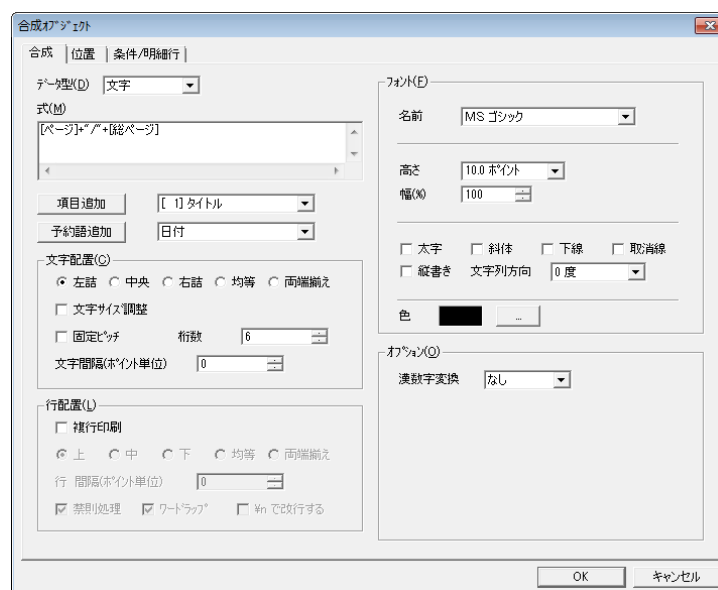 合成ｵﾌﾞｼﾞｪｸﾄ
合成 位置 条件/明細行
ﾃﾞｰﾀ型(D) 文字
式(M)
[ページ]+"/"+[総ページ]
項目追加 [ 1] タイトル
予約語追加 日付
文字配置(C)
左詰 中央 右詰 均等 両端揃え
文字ｻｲｽﾞ調整
固定ﾋﾟｯﾁ 桁数 6
文字間隔(ﾎﾟｲﾝﾄ単位) 0
行配置(L)
複行印刷
上 中 下 均等 両端揃え
行 間隔(ﾎﾟｲﾝﾄ単位) 0
禁則処理 ﾜｰﾄﾞﾗｯﾌﾟ ¥n で改行する
ﾌｫﾝﾄ(F)
名前 MS ゴシック
高さ 10.0 ﾎﾟｲﾝﾄ
幅(%) 100
太字 斜体 下線 取消線
縦書き 文字列方向 0 度
色 ...
ｵﾌﾟｼｮﾝ(O)
漢数字変換 なし
OK キャンセル